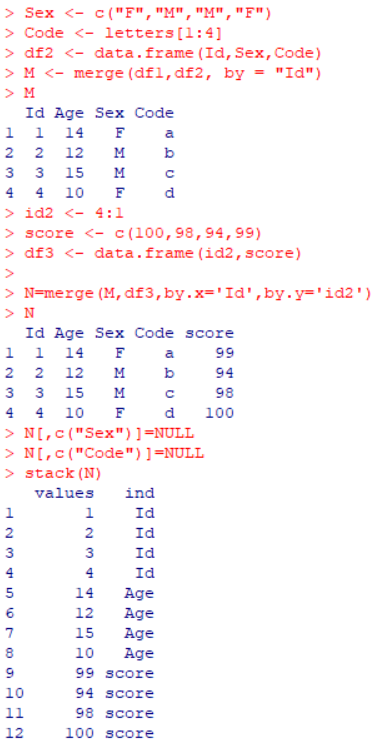 > Sex <- c("F","M","M","F")
> Code <- letters[1:4]
> df2 <- data.frame(Id,Sex,Code)
> M <- merge(df1,df2, by = "Id")
> M
  Id Age Sex Code
1  1  14   F    a
2  2  12   M    b
3  3  15   M    c
4  4  10   F    d
> id2 <- 4:1
> score <- c(100,98,94,99)
> df3 <- data.frame(id2,score)
>
> N=merge(M,df3,by.x='Id',by.y='id2')
> N
  Id Age Sex Code score
1  1  14   F    a    99
2  2  12   M    b    94
3  3  15   M    c    98
4  4  10   F    d   100
> N[,c("Sex")]=NULL
> N[,c("Code")]=NULL
> stack(N)
   values   ind
1       1    Id
2       2    Id
3       3    Id
4       4    Id
5      14   Age
6      12   Age
7      15   Age
8      10   Age
9      99 score
10     94 score
11     98 score
12    100 score